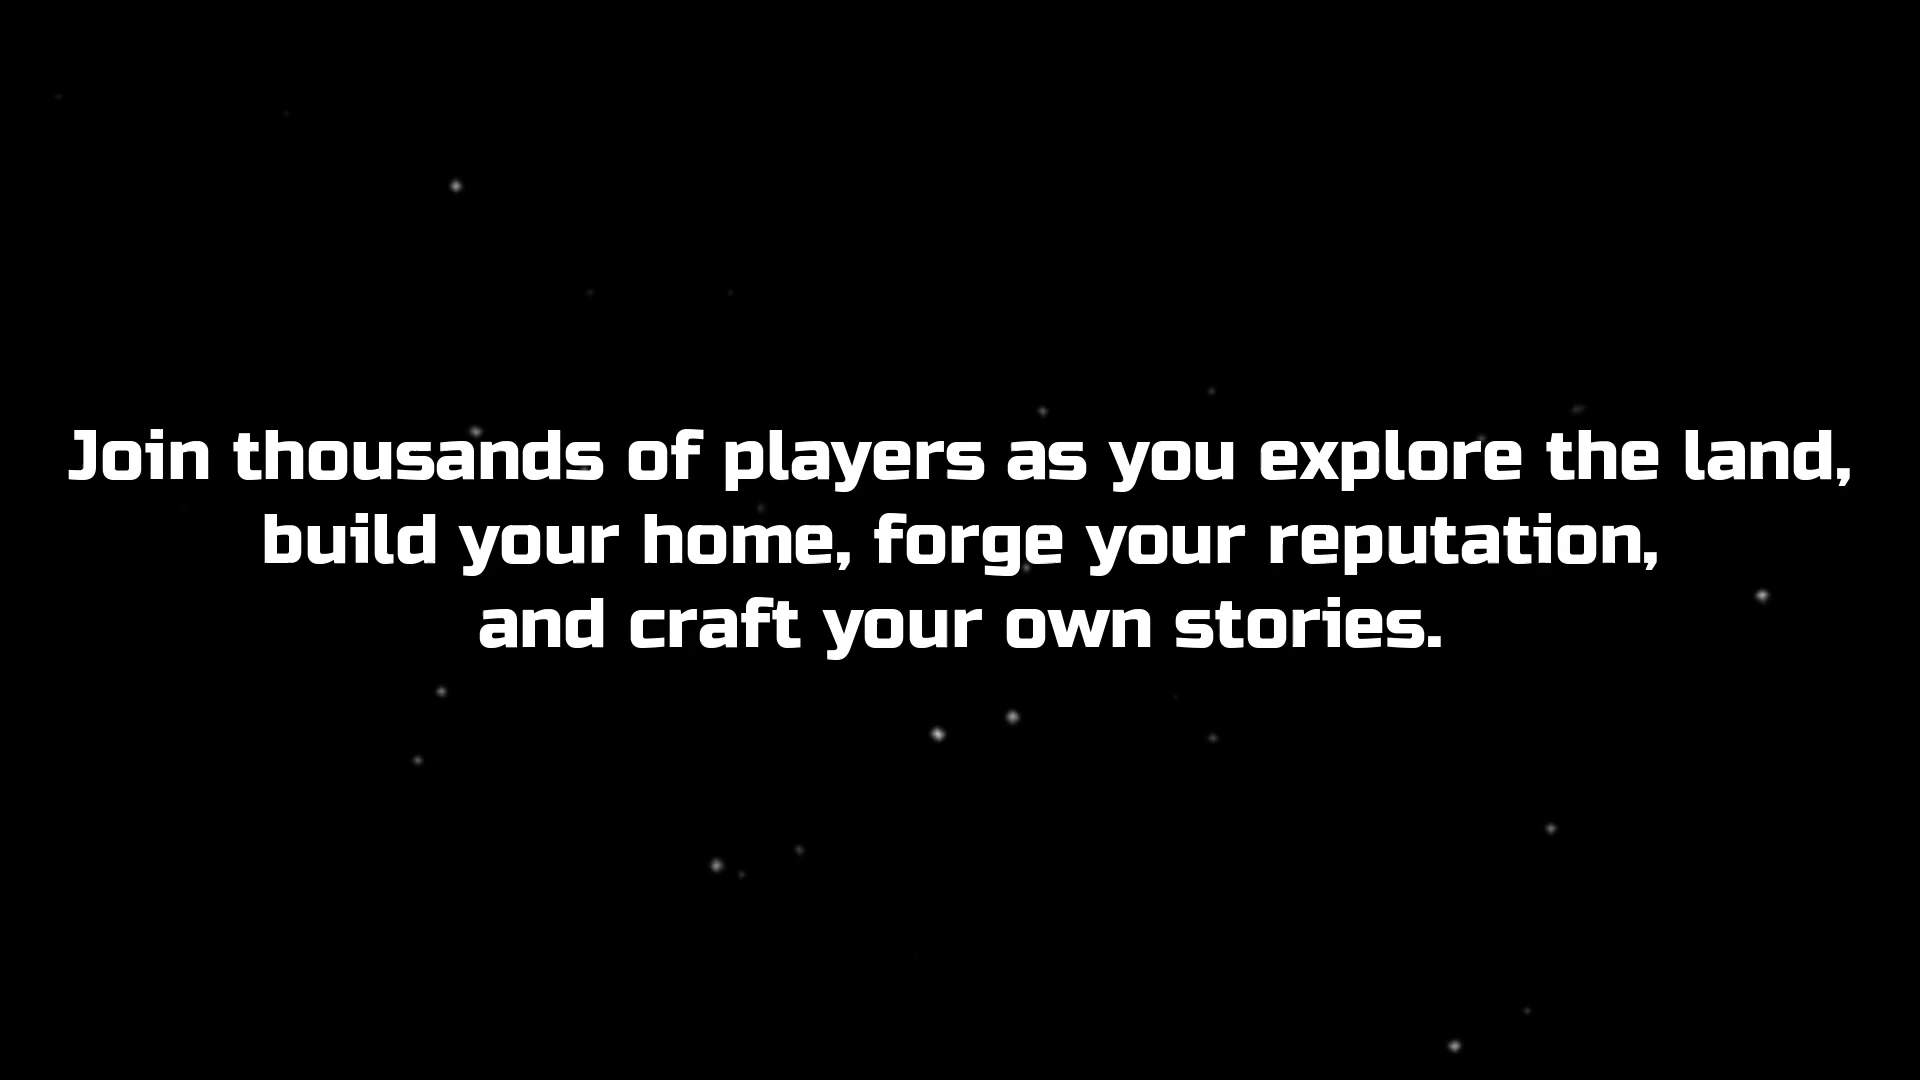 Join thousands of players as you explore the land,
build your home, forge your reputation,
and craft your own stories.